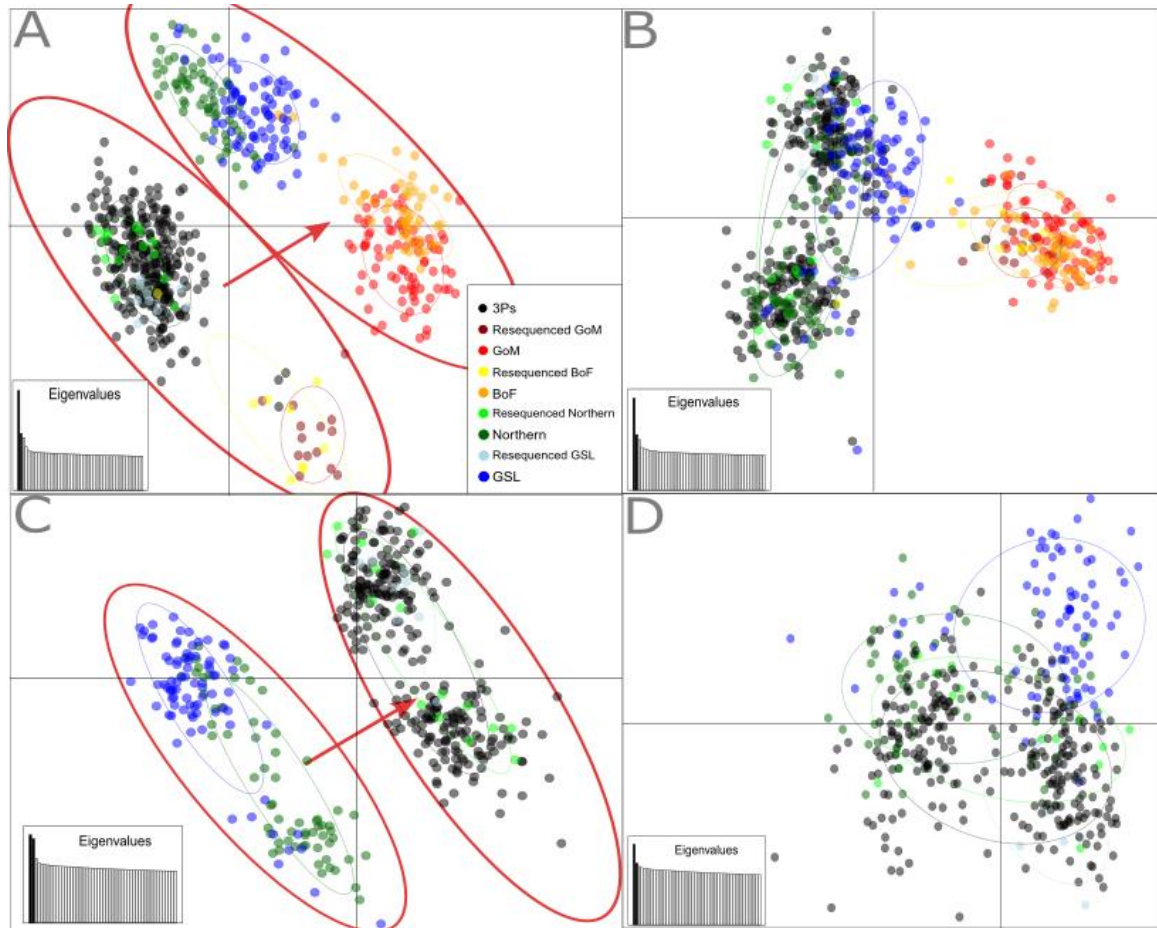 A
B
3Ps
Resequenced GoM
GoM
Resequenced BoF
BoF
Resequenced Northern
Northern
Resequenced GSL
GSL
Eigenvalues
Eigenvalues
C
D
Eigenvalues
Eigenvalues